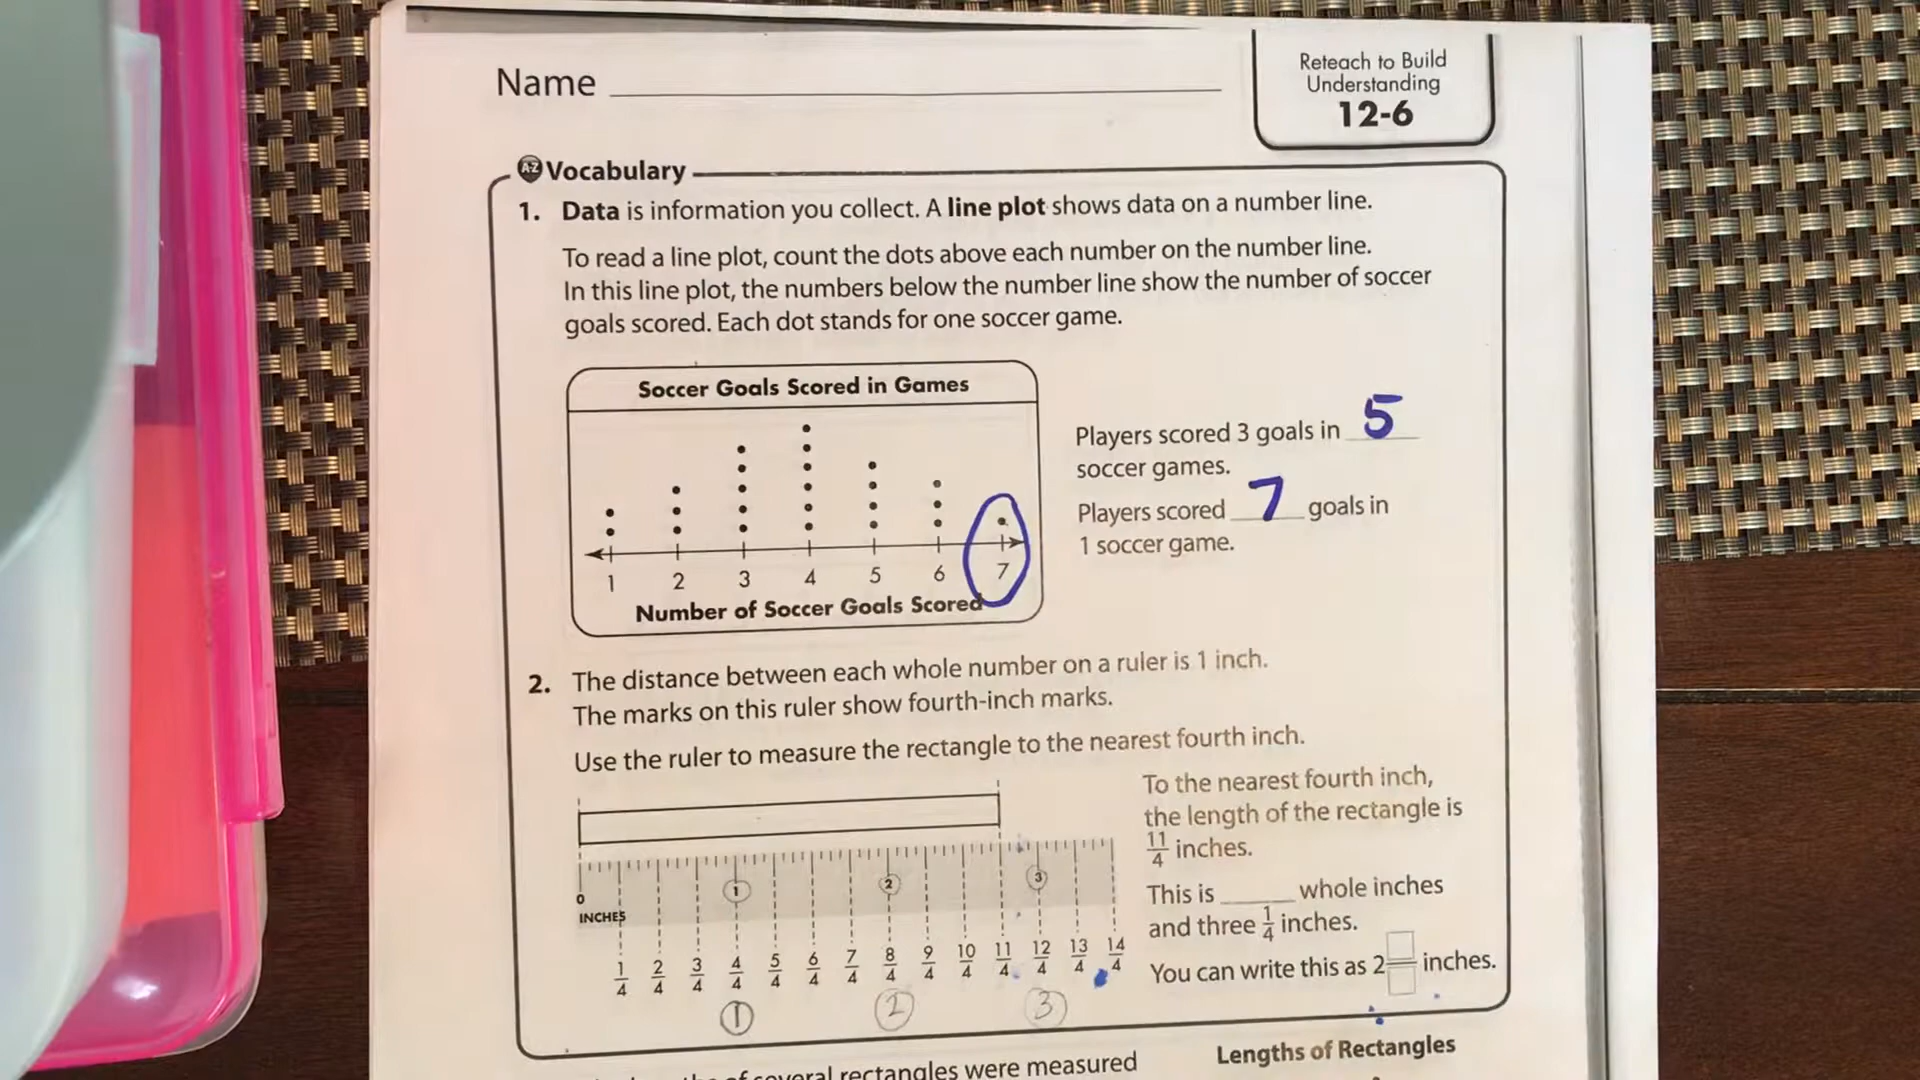 Name
Reteach to Build
Understanding
12-6
A-Z Vocabulary
1. Data is information you collect. A line plot shows data on a number line.
To read a line plot, count the dots above each number on the number line.
In this line plot, the numbers below the number line show the number of soccer
goals scored. Each dot stands for one soccer game.
Soccer Goals Scored in Games
1 2 3 4 5 6 7
Number of Soccer Goals Scored
Players scored 3 goals in 5
soccer games.
Players scored 7 goals in
1 soccer game.
2. The distance between each whole number on a ruler is 1 inch.
The marks on this ruler show fourth-inch marks.
Use the ruler to measure the rectangle to the nearest fourth inch.
0 1 2 3
INCHES
1/4 2/4 3/4 4/4 5/4 6/4 7/4 8/4 9/4 10/4 11/4 12/4 13/4 14/4
1 2 3
To the nearest fourth inch,
the length of the rectangle is
11/4 inches.
This is ____ whole inches
and three 1/4 inches.
You can write this as 2 inches.
of several rectangles were measured
Lengths of Rectangles